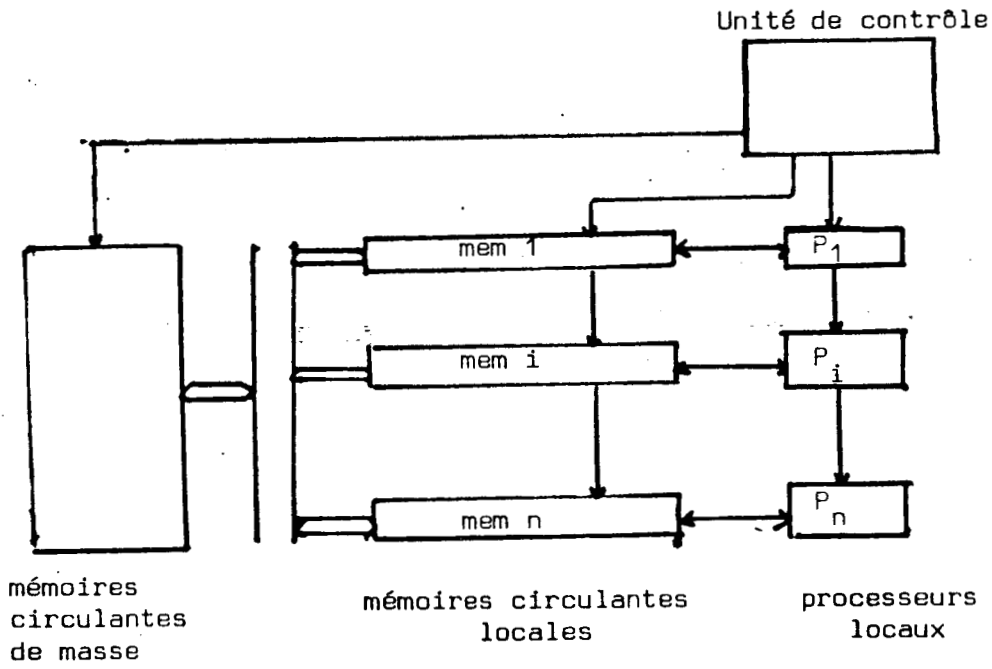 Unité de contrôle
mem 1
P1
mem i
Pi
mem n
Pn
mémoires
circulantes
de masse
mémoires circulantes
locales
processeurs
locaux